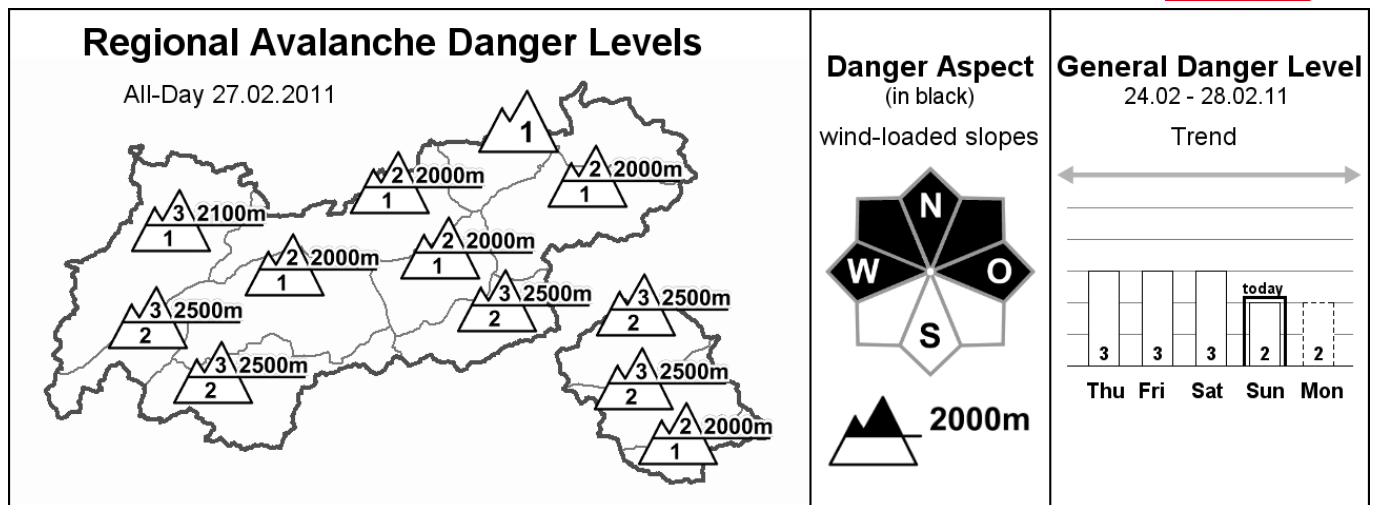 Regional Avalanche Danger Levels
All-Day 27.02.2011
1
2 2000m
1
2 2000m
1
3 2100m
1
2 2000m
1
2 2000m
1
3 2500m
2
3 2500m
2
3 2500m
2
3 2500m
2
3 2500m
2
2 2000m
1
Danger Aspect
(in black)
wind-loaded slopes
N
W O
S
2000m
General Danger Level
24.02 - 28.02.11
Trend
today
3 3 3 2 2
Thu Fri Sat Sun Mon